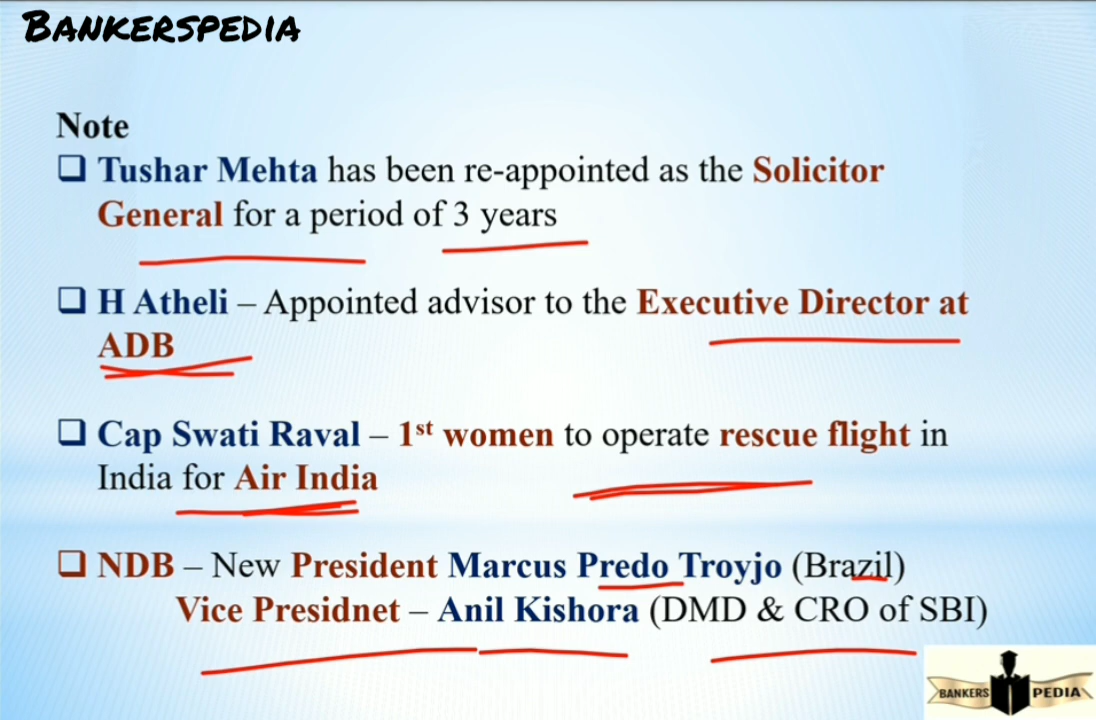 BANKERSPEDIA
Note
Tushar Mehta has been re-appointed as the Solicitor
General for a period of 3 years
H Atheli – Appointed advisor to the Executive Director at
ADB
Cap Swati Raval – 1st women to operate rescue flight in
India for Air India
NDB – New President Marcus Predo Troyjo (Brazil)
Vice Presidnet – Anil Kishora (DMD & CRO of SBI)
BANKERS PEDIA